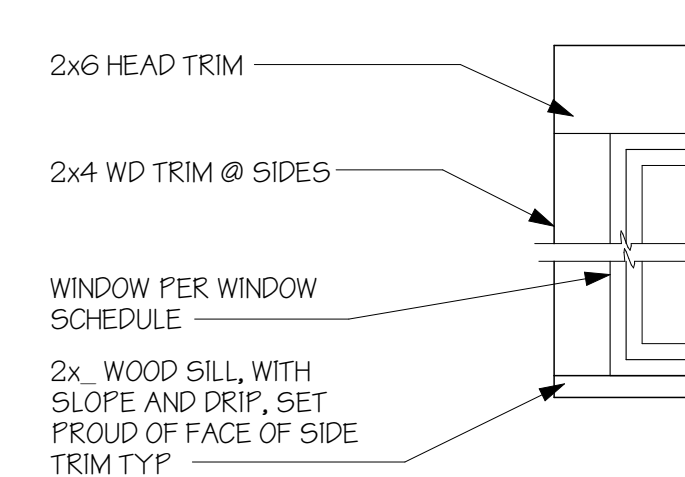 2x6 HEAD TRIM
2x4 WD TRIM @ SIDES
WINDOW PER WINDOW
SCHEDULE
2x_ WOOD SILL, WITH
SLOPE AND DRIP, SET
PROUD OF FACE OF SIDE
TRIM TYP